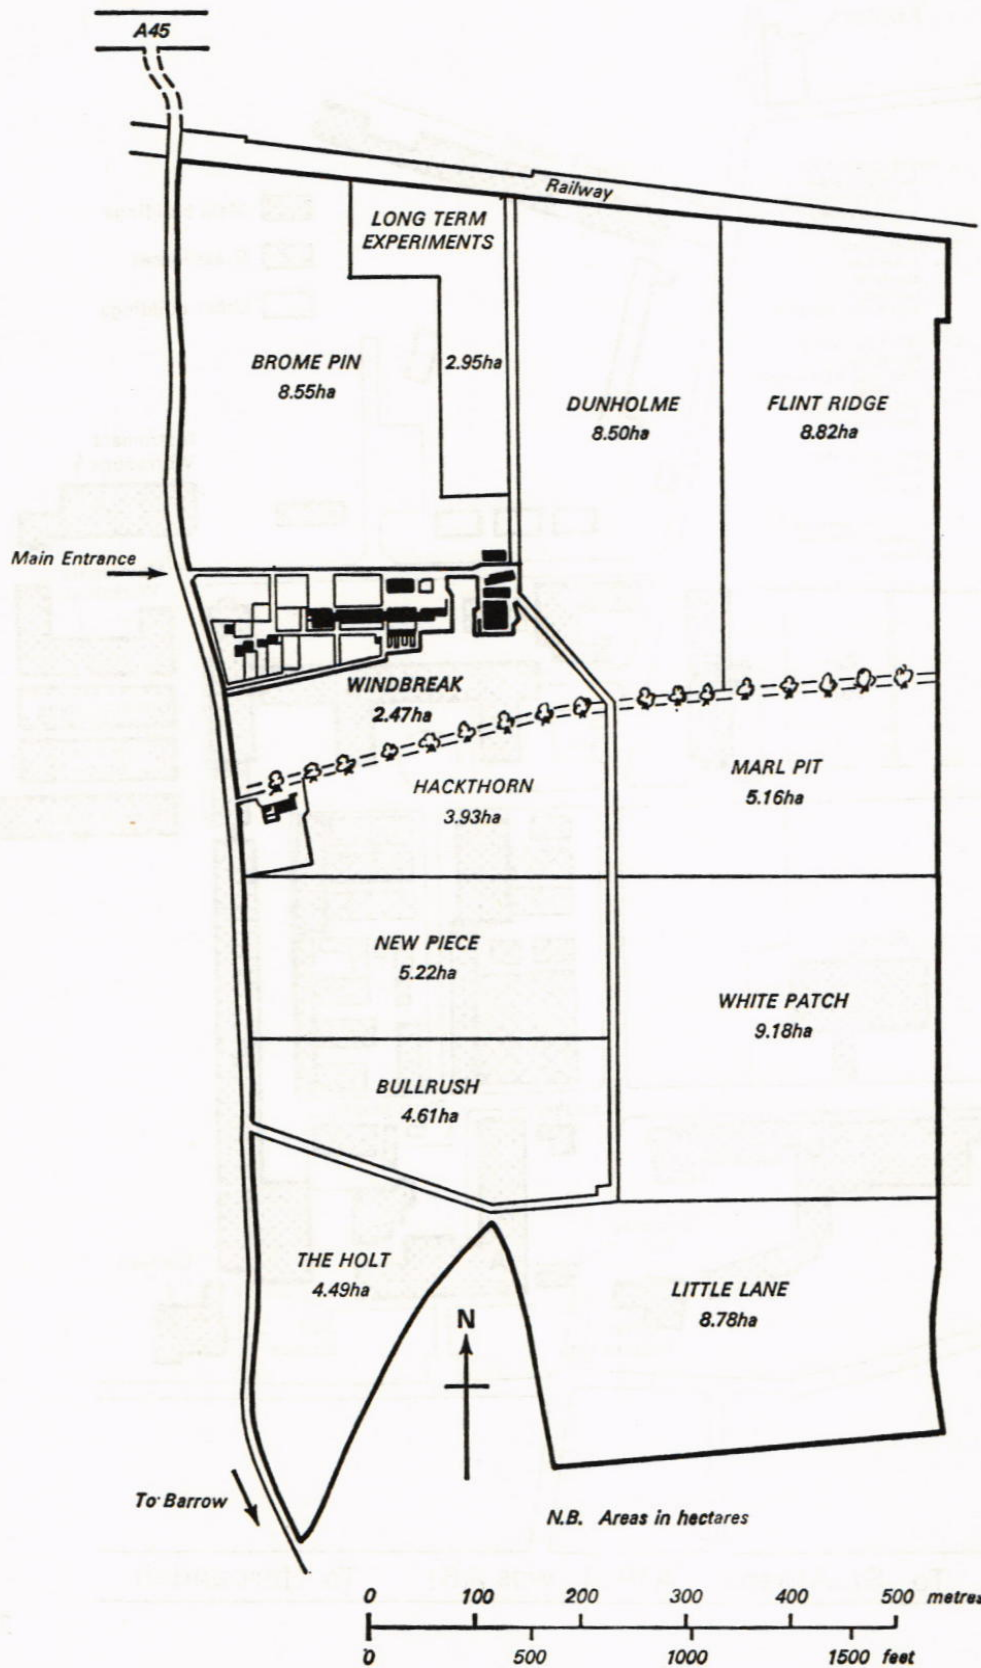 A45
Railway
LONG TERM
EXPERIMENTS
BROME PIN
8.55ha
2.95ha
DUNHOLME
8.50ha
FLINT RIDGE
8.82ha
Main Entrance
WINDBREAK
2.47ha
HACKTHORN
3.93ha
MARL PIT
5.16ha
NEW PIECE
5.22ha
WHITE PATCH
9.18ha
BULLRUSH
4.61ha
THE HOLT
4.49ha
LITTLE LANE
8.78ha
N
To Barrow
N.B. Areas in hectares
0 100 200 300 400 500 metres
0 500 1000 1500 feet